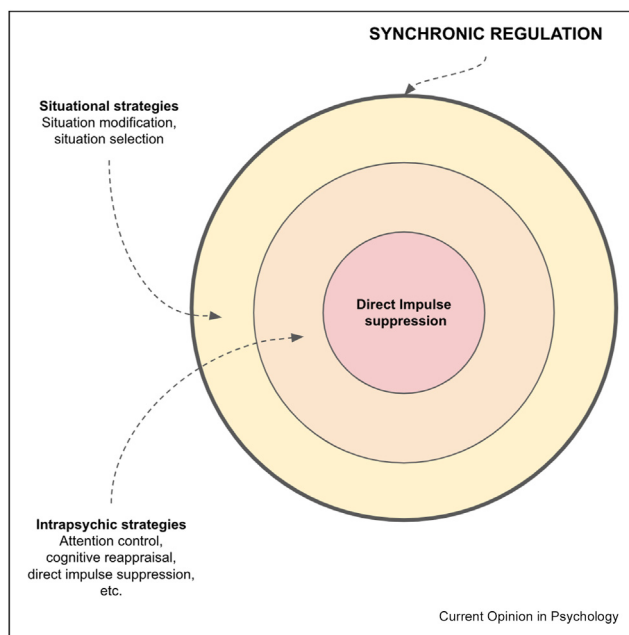 SYNCHRONIC REGULATION
Situational strategies
Situation modification,
situation selection
Direct Impulse
suppression
Intrapsychic strategies
Attention control,
cognitive reappraisal,
direct impulse suppression,
etc.
Current Opinion in Psychology